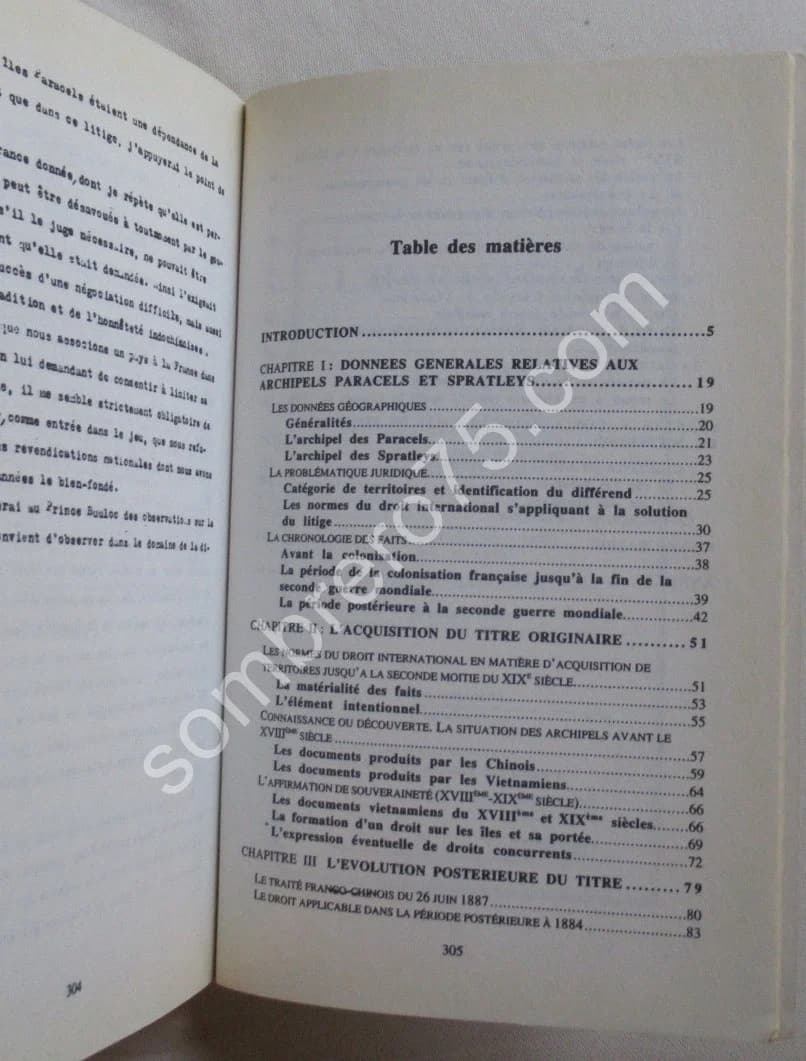 îles Paracels étaient une dépendance de la
que dans ce litige, j'appuyerai le point de
rance donnée, dont je répète qu'elle est per-
peut être désavoués à tout moment par le gou-
s'il le juge nécessaire, ne pouvait être
nt qu'elle était demandée. Ainsi l'exigeait
uccès d'une négociation difficile, mais aussi
adition et de l'honnêteté indochinoises.
que nous associons un pays à la France dans
n lui demandant de consentir à limiter sa
e, il me semble strictement obligatoire de
, comme entrée dans le jeu, que nous refu-
s revendications nationales dont nous avons
années le bien-fondé.
erai au Prince Buuloc des observations sur la
onvient d'observer dans le domaine de la di-
304
Table des matières
INTRODUCTION ..... 5
CHAPITRE I : DONNEES GENERALES RELATIVES AUX
ARCHIPELS PARACELS ET SPRATLEYS ..... 19
LES DONNÉES GÉOGRAPHIQUES ..... 19
Généralités ..... 20
L'archipel des Paracels ..... 21
L'archipel des Spratleys ..... 23
LA PROBLÉMATIQUE JURIDIQUE ..... 25
Catégorie de territoires et identification du différend ..... 25
Les normes du droit international s'appliquant à la solution
du litige ..... 30
LA CHRONOLOGIE DES FAITS ..... 37
Avant la colonisation ..... 38
La période de la colonisation française jusqu'à la fin de la
seconde guerre mondiale ..... 39
La période postérieure à la seconde guerre mondiale ..... 42
CHAPITRE II : L'ACQUISITION DU TITRE ORIGINAIRE ..... 51
LES NORMES DU DROIT INTERNATIONAL EN MATIÈRE D'ACQUISITION DE
TERRITOIRES JUSQU'A LA SECONDE MOITIE DU XIXE SIÈCLE ..... 51
La matérialité des faits ..... 53
L'élément intentionnel ..... 55
CONNAISSANCE OU DÉCOUVERTE. LA SITUATION DES ARCHIPELS AVANT LE
XVIIIÈME SIÈCLE ..... 57
Les documents produits par les Chinois ..... 59
Les documents produits par les Vietnamiens ..... 64
L'AFFIRMATION DE SOUVERAINETÉ (XVIIIÈME-XIXÈME SIÈCLE) ..... 66
Les documents vietnamiens du XVIIIème et XIXème siècles ..... 66
La formation d'un droit sur les îles et sa portée ..... 69
L'expression éventuelle de droits concurrents ..... 72
CHAPITRE III L'EVOLUTION POSTERIEURE DU TITRE ..... 79
LE TRAITÉ FRANCO-CHINOIS DU 26 JUIN 1887 ..... 80
LE DROIT APPLICABLE DANS LA PÉRIODE POSTÉRIEURE À 1884 ..... 83
305
sombrero75.com